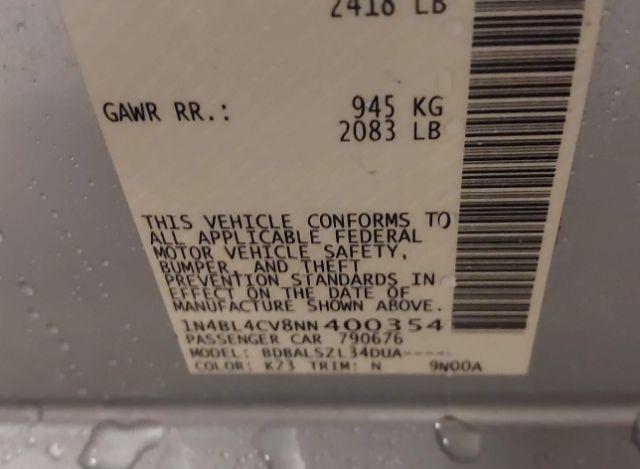 2418 LB
GAWR RR.: 945 KG
2083 LB
THIS VEHICLE CONFORMS TO
ALL APPLICABLE FEDERAL
MOTOR VEHICLE SAFETY,
BUMPER, AND THEFT
PREVENTION STANDARDS IN
EFFECT ON THE DATE OF
MANUFACTURE SHOWN ABOVE.
1N4BL4CV8NN400354
PASSENGER CAR 790676
MODEL: BDBALSZL34DUA-----
COLOR: K23 TRIM: N 9N00A